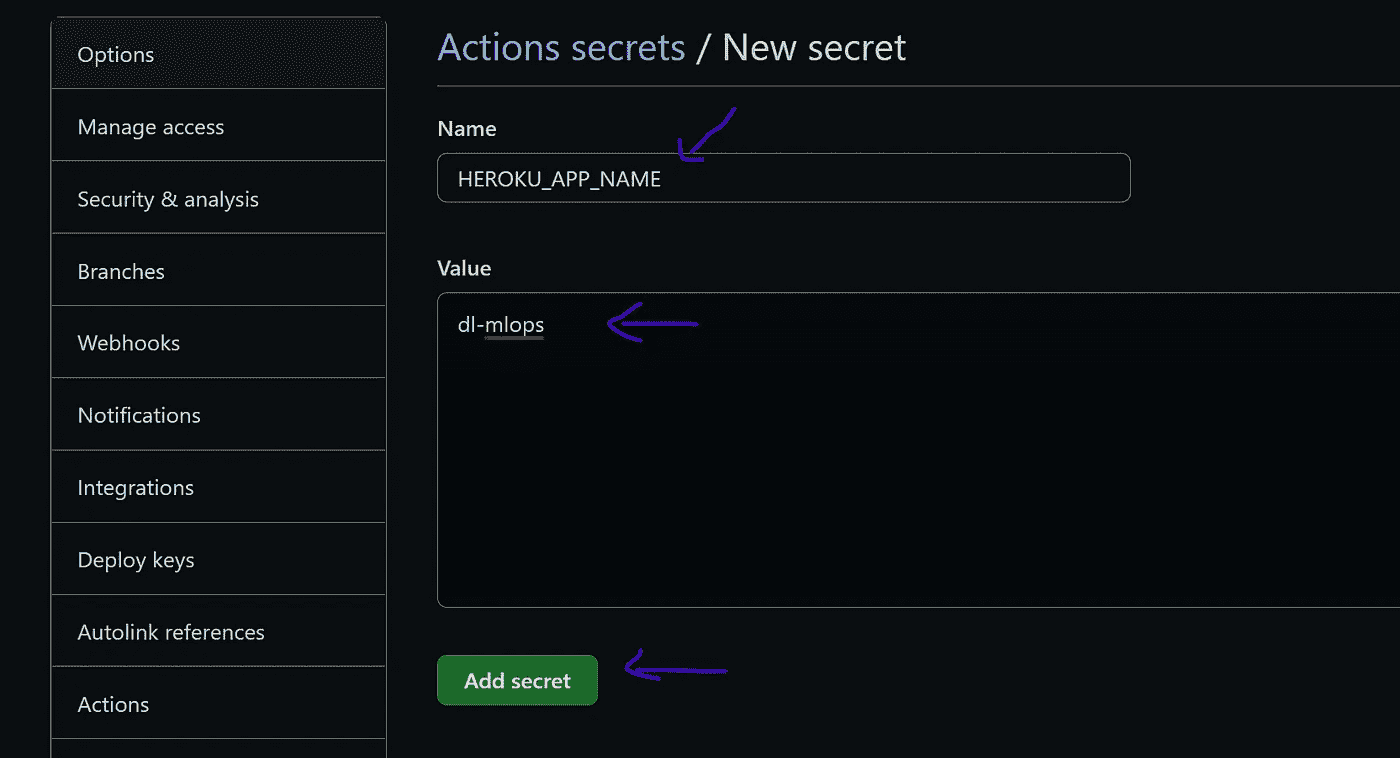 Options
Manage access
Security & analysis
Branches
Webhooks
Notifications
Integrations
Deploy keys
Autolink references
Actions
Actions secrets / New secret
Name
HEROKU_APP_NAME
Value
dl-mlops
Add secret